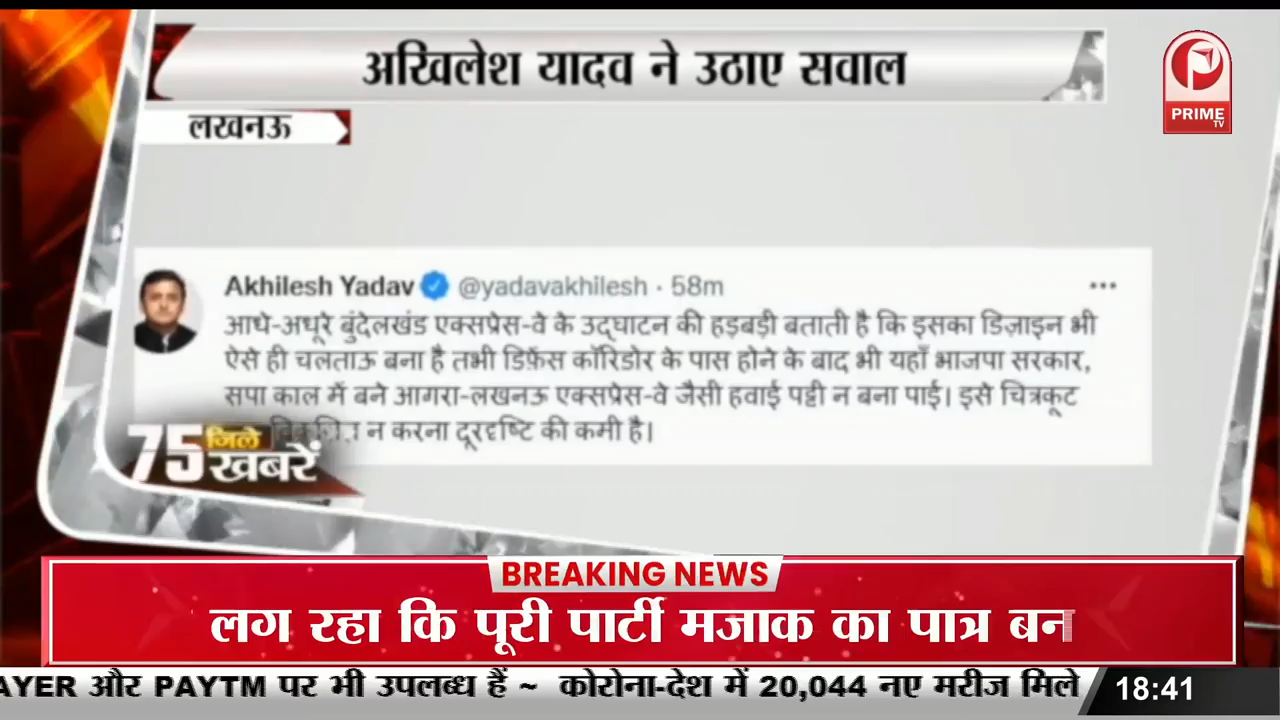 अखिलेश यादव ने उठाए सवाल
PRIME
TV
लखनऊ
Akhilesh Yadav @yadavakhilesh · 58m
आधे-अधूरे बुंदेलखंड एक्सप्रेस-वे के उद्घाटन की हड़बड़ी बताती है कि इसका डिज़ाइन भी
ऐसे ही चलताऊ बना है तभी डिफ़ेंस कॉरिडोर के पास होने के बाद भी यहाँ भाजपा सरकार,
सपा काल में बने आगरा-लखनऊ एक्सप्रेस-वे जैसी हवाई पट्टी न बना पाई। इसे चित्रकूट
न करना दूरदृष्टि की कमी है।
75 जिले
खबरें
BREAKING NEWS
लग रहा कि पूरी पार्टी मजाक का पात्र बन
AYER और PAYTM पर भी उपलब्ध हैं ~ कोरोना-देश में 20,044 नए मरीज मिले
18:41